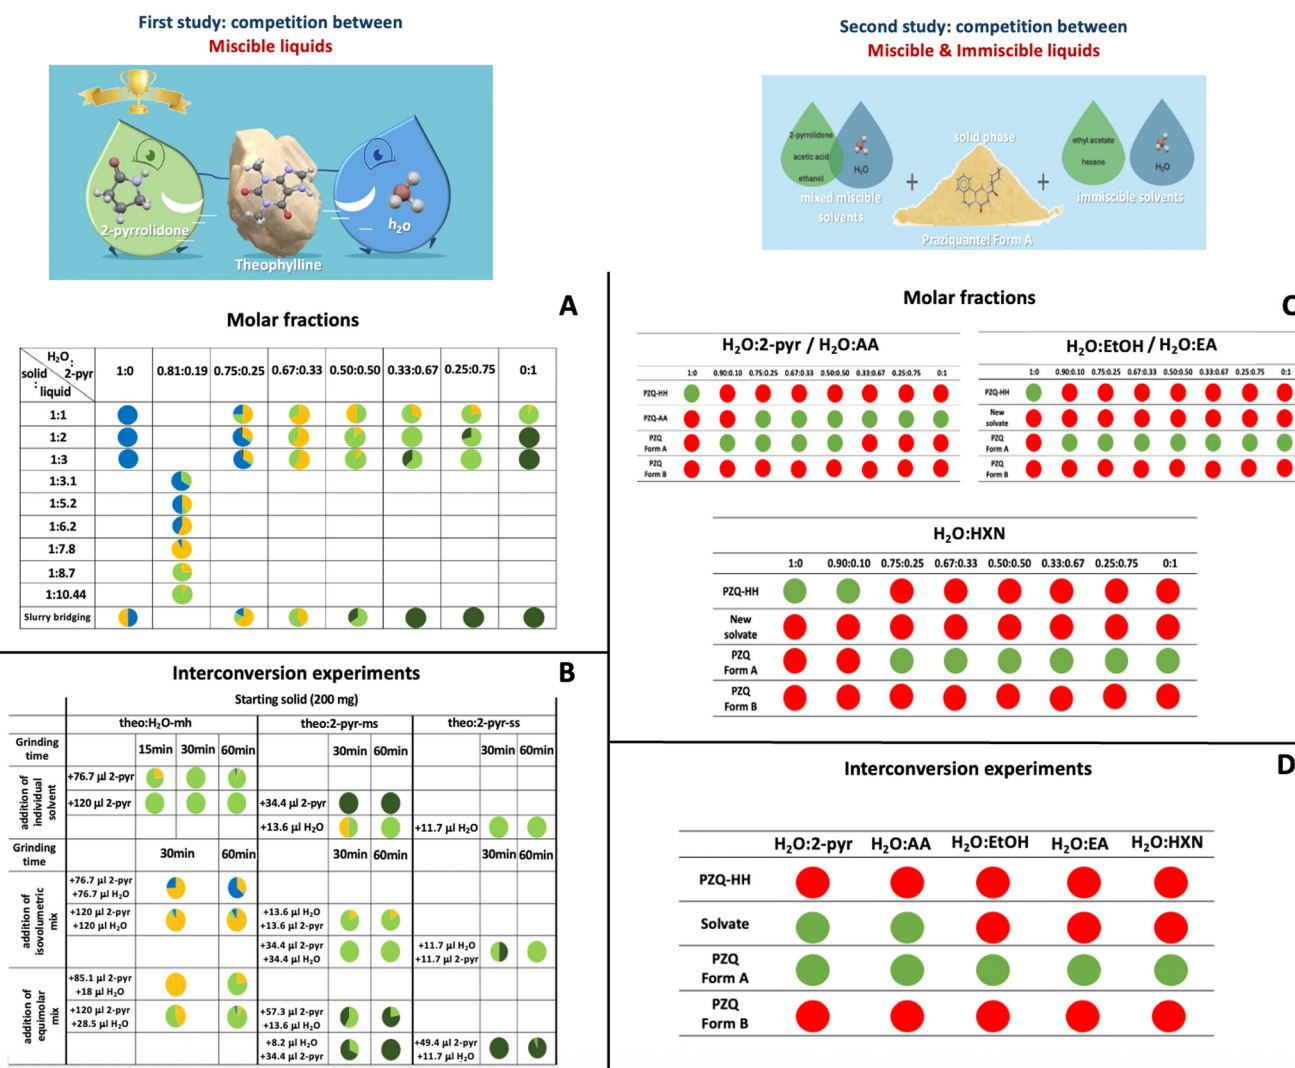 First study: competition between
Miscible liquids
2-pyrrolidone
Theophylline
h2o
A
Molar fractions
H2O : 2-pyr
solid : liquid
1:0 0.81:0.19 0.75:0.25 0.67:0.33 0.50:0.50 0.33:0.67 0.25:0.75 0:1
1:1
1:2
1:3
1:3.1
1:5.2
1:6.2
1:7.8
1:8.7
1:10.44
Slurry bridging
B
Interconversion experiments
Starting solid (200 mg)
theo:H2O-mh theo:2-pyr-ms theo:2-pyr-ss
Grinding time 15min 30min 60min 30min 60min 30min 60min
addition of individual solvent
+76.7 µl 2-pyr
+120 µl 2-pyr +34.4 µl 2-pyr
+13.6 µl H2O +11.7 µl H2O
Grinding time 30min 60min 30min 60min 30min 60min
addition of isovolumetric mix
+76.7 µl 2-pyr
+76.7 µl H2O
+120 µl 2-pyr +13.6 µl H2O
+120 µl H2O +13.6 µl 2-pyr
+34.4 µl 2-pyr +11.7 µl H2O
+34.4 µl H2O +11.7 µl 2-pyr
addition of equimolar mix
+85.1 µl 2-pyr
+18 µl H2O
+120 µl 2-pyr +57.3 µl 2-pyr
+28.5 µl H2O +13.6 µl H2O
+8.2 µl H2O +49.4 µl 2-pyr
+34.4 µl 2-pyr +11.7 µl H2O
Second study: competition between
Miscible & Immiscible liquids
2-pyrrolidone
acetic acid
ethanol
H2O
mixed miscible
solvents
+
solid phase
Praziquantel Form A
+
ethyl acetate
hexane
H2O
immiscible solvents
C
Molar fractions
H2O:2-pyr / H2O:AA
1:0 0.90:0.10 0.75:0.25 0.67:0.33 0.50:0.50 0.33:0.67 0.25:0.75 0:1
PZQ-HH
PZQ-AA
PZQ
Form A
PZQ
Form B
H2O:EtOH / H2O:EA
1:0 0.90:0.10 0.75:0.25 0.67:0.33 0.50:0.50 0.33:0.67 0.25:0.75 0:1
PZQ-HH
New
solvate
PZQ
Form A
PZQ
Form B
H2O:HXN
1:0 0.90:0.10 0.75:0.25 0.67:0.33 0.50:0.50 0.33:0.67 0.25:0.75 0:1
PZQ-HH
New
solvate
PZQ
Form A
PZQ
Form B
D
Interconversion experiments
H2O:2-pyr H2O:AA H2O:EtOH H2O:EA H2O:HXN
PZQ-HH
Solvate
PZQ
Form A
PZQ
Form B